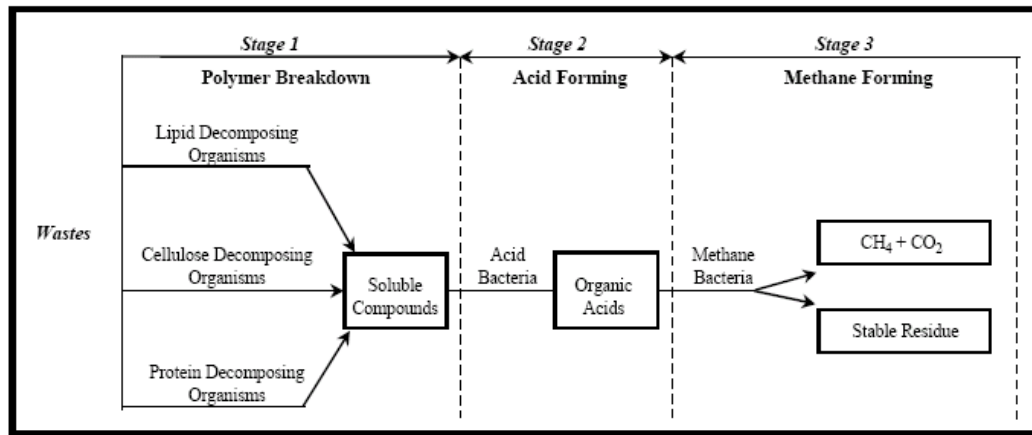 Stage 1
Stage 2
Stage 3
Polymer Breakdown
Acid Forming
Methane Forming
Lipid Decomposing
Organisms
Wastes
Cellulose Decomposing
Organisms
Soluble
Compounds
Protein Decomposing
Organisms
Acid
Bacteria
Organic
Acids
Methane
Bacteria
CH₄ + CO₂
Stable Residue